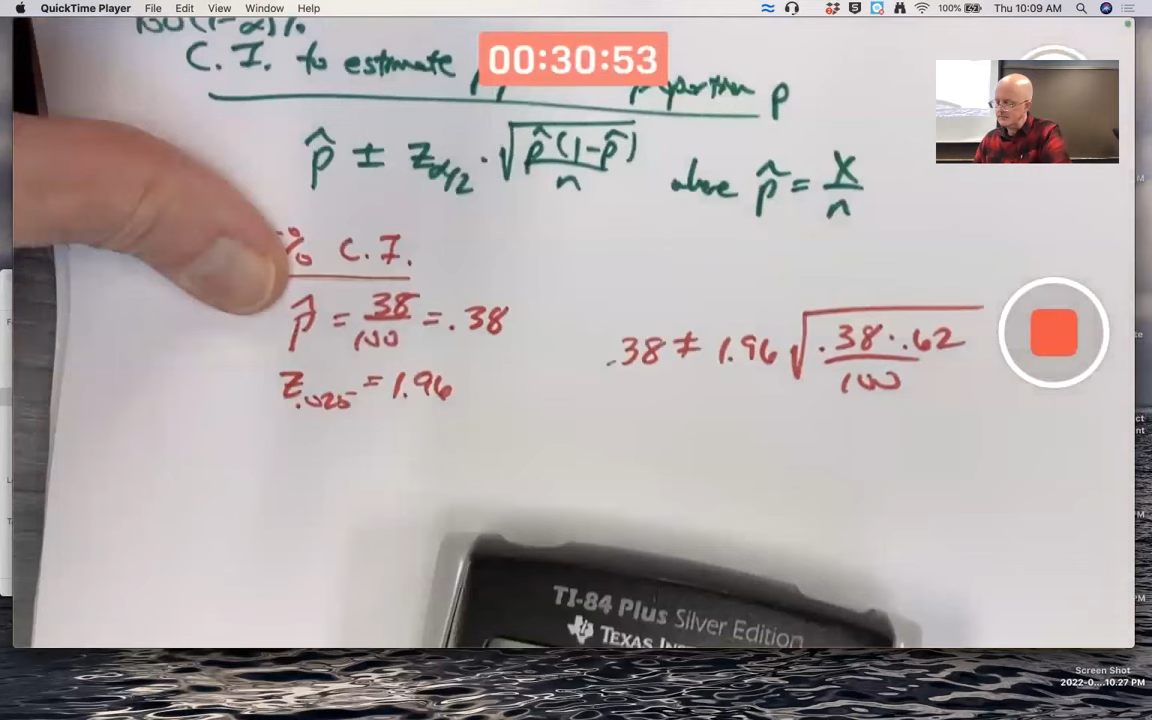 QuickTime Player File Edit View Window Help 100% Thu 10:09 AM
100(1-α)%
C. I. to estimate p
00:30:53
p̂ ± Z_α/2 · √(p̂(1-p̂)/n) where p̂ = X/n
% C. I.
p̂ = 38/100 = .38
.38 ± 1.96 √(.38·.62/100)
Z.025 = 1.96
TI-84 Plus Silver Edition
TEXAS
Screen Shot
2022-0....10.27 PM